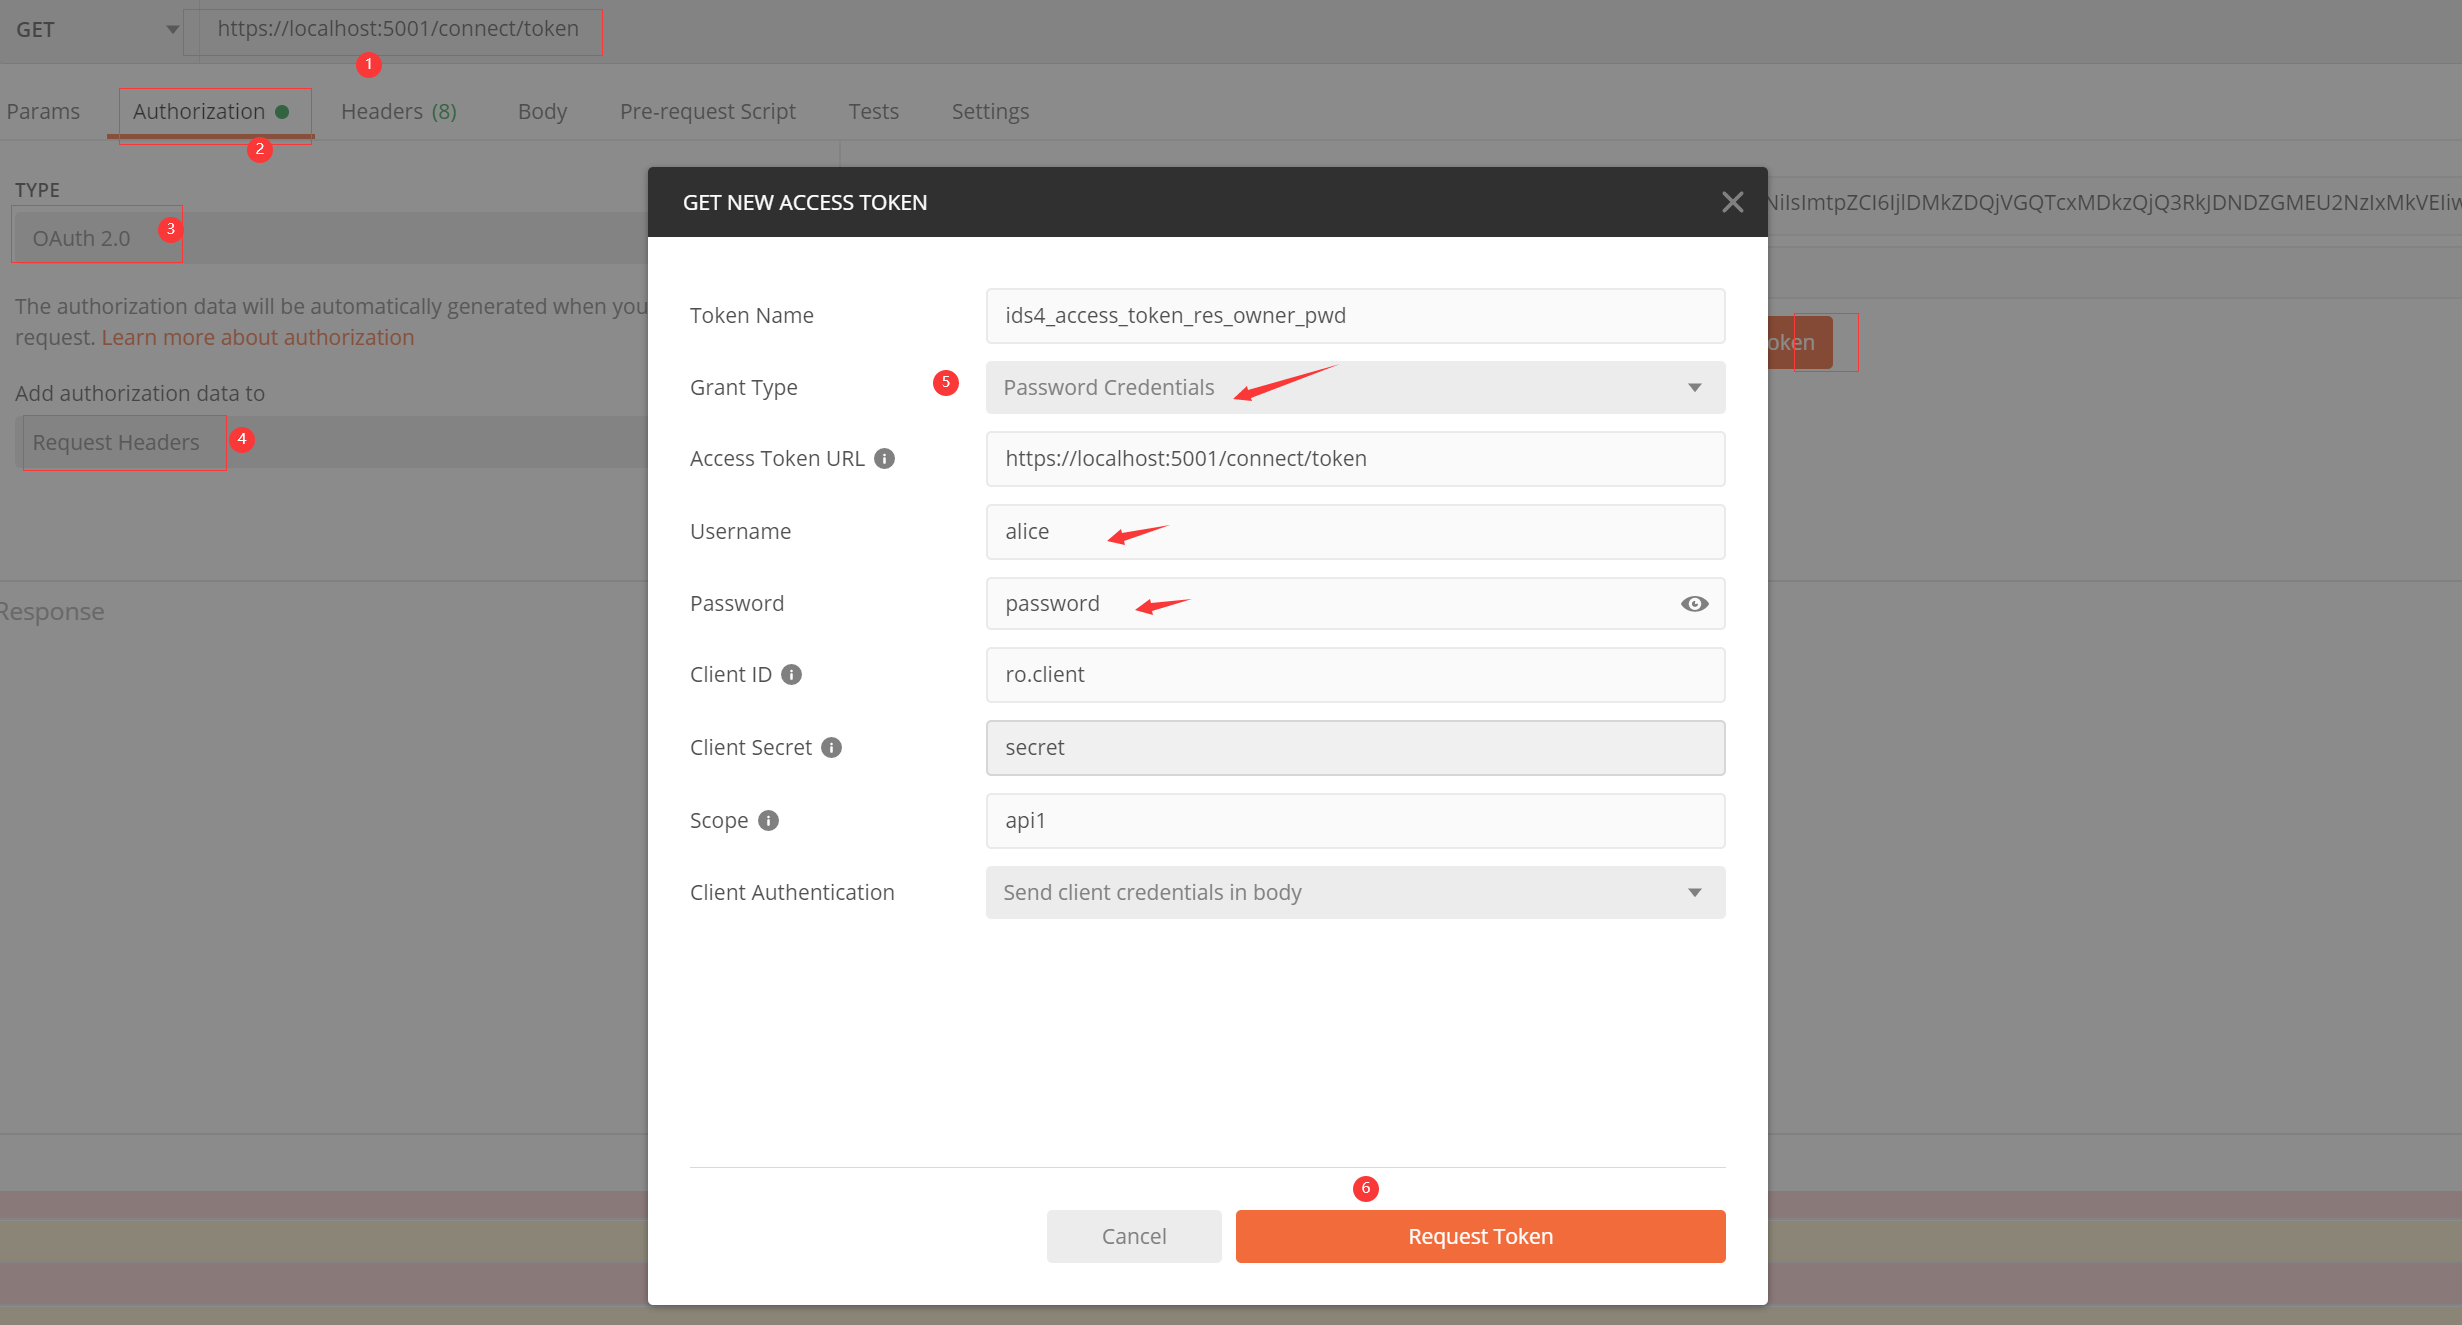 GET
https://localhost:5001/connect/token
1
Params
Authorization
Headers (8)
Body
Pre-request Script
Tests
Settings
2
TYPE
OAuth 2.0
3
The authorization data will be automatically generated when you
request. Learn more about authorization
Add authorization data to
Request Headers
4
Response
GET NEW ACCESS TOKEN
Token Name
ids4_access_token_res_owner_pwd
Grant Type
5
Password Credentials
Access Token URL
https://localhost:5001/connect/token
Username
alice
Password
password
Client ID
ro.client
Client Secret
secret
Scope
api1
Client Authentication
Send client credentials in body
6
Cancel
Request Token
oken